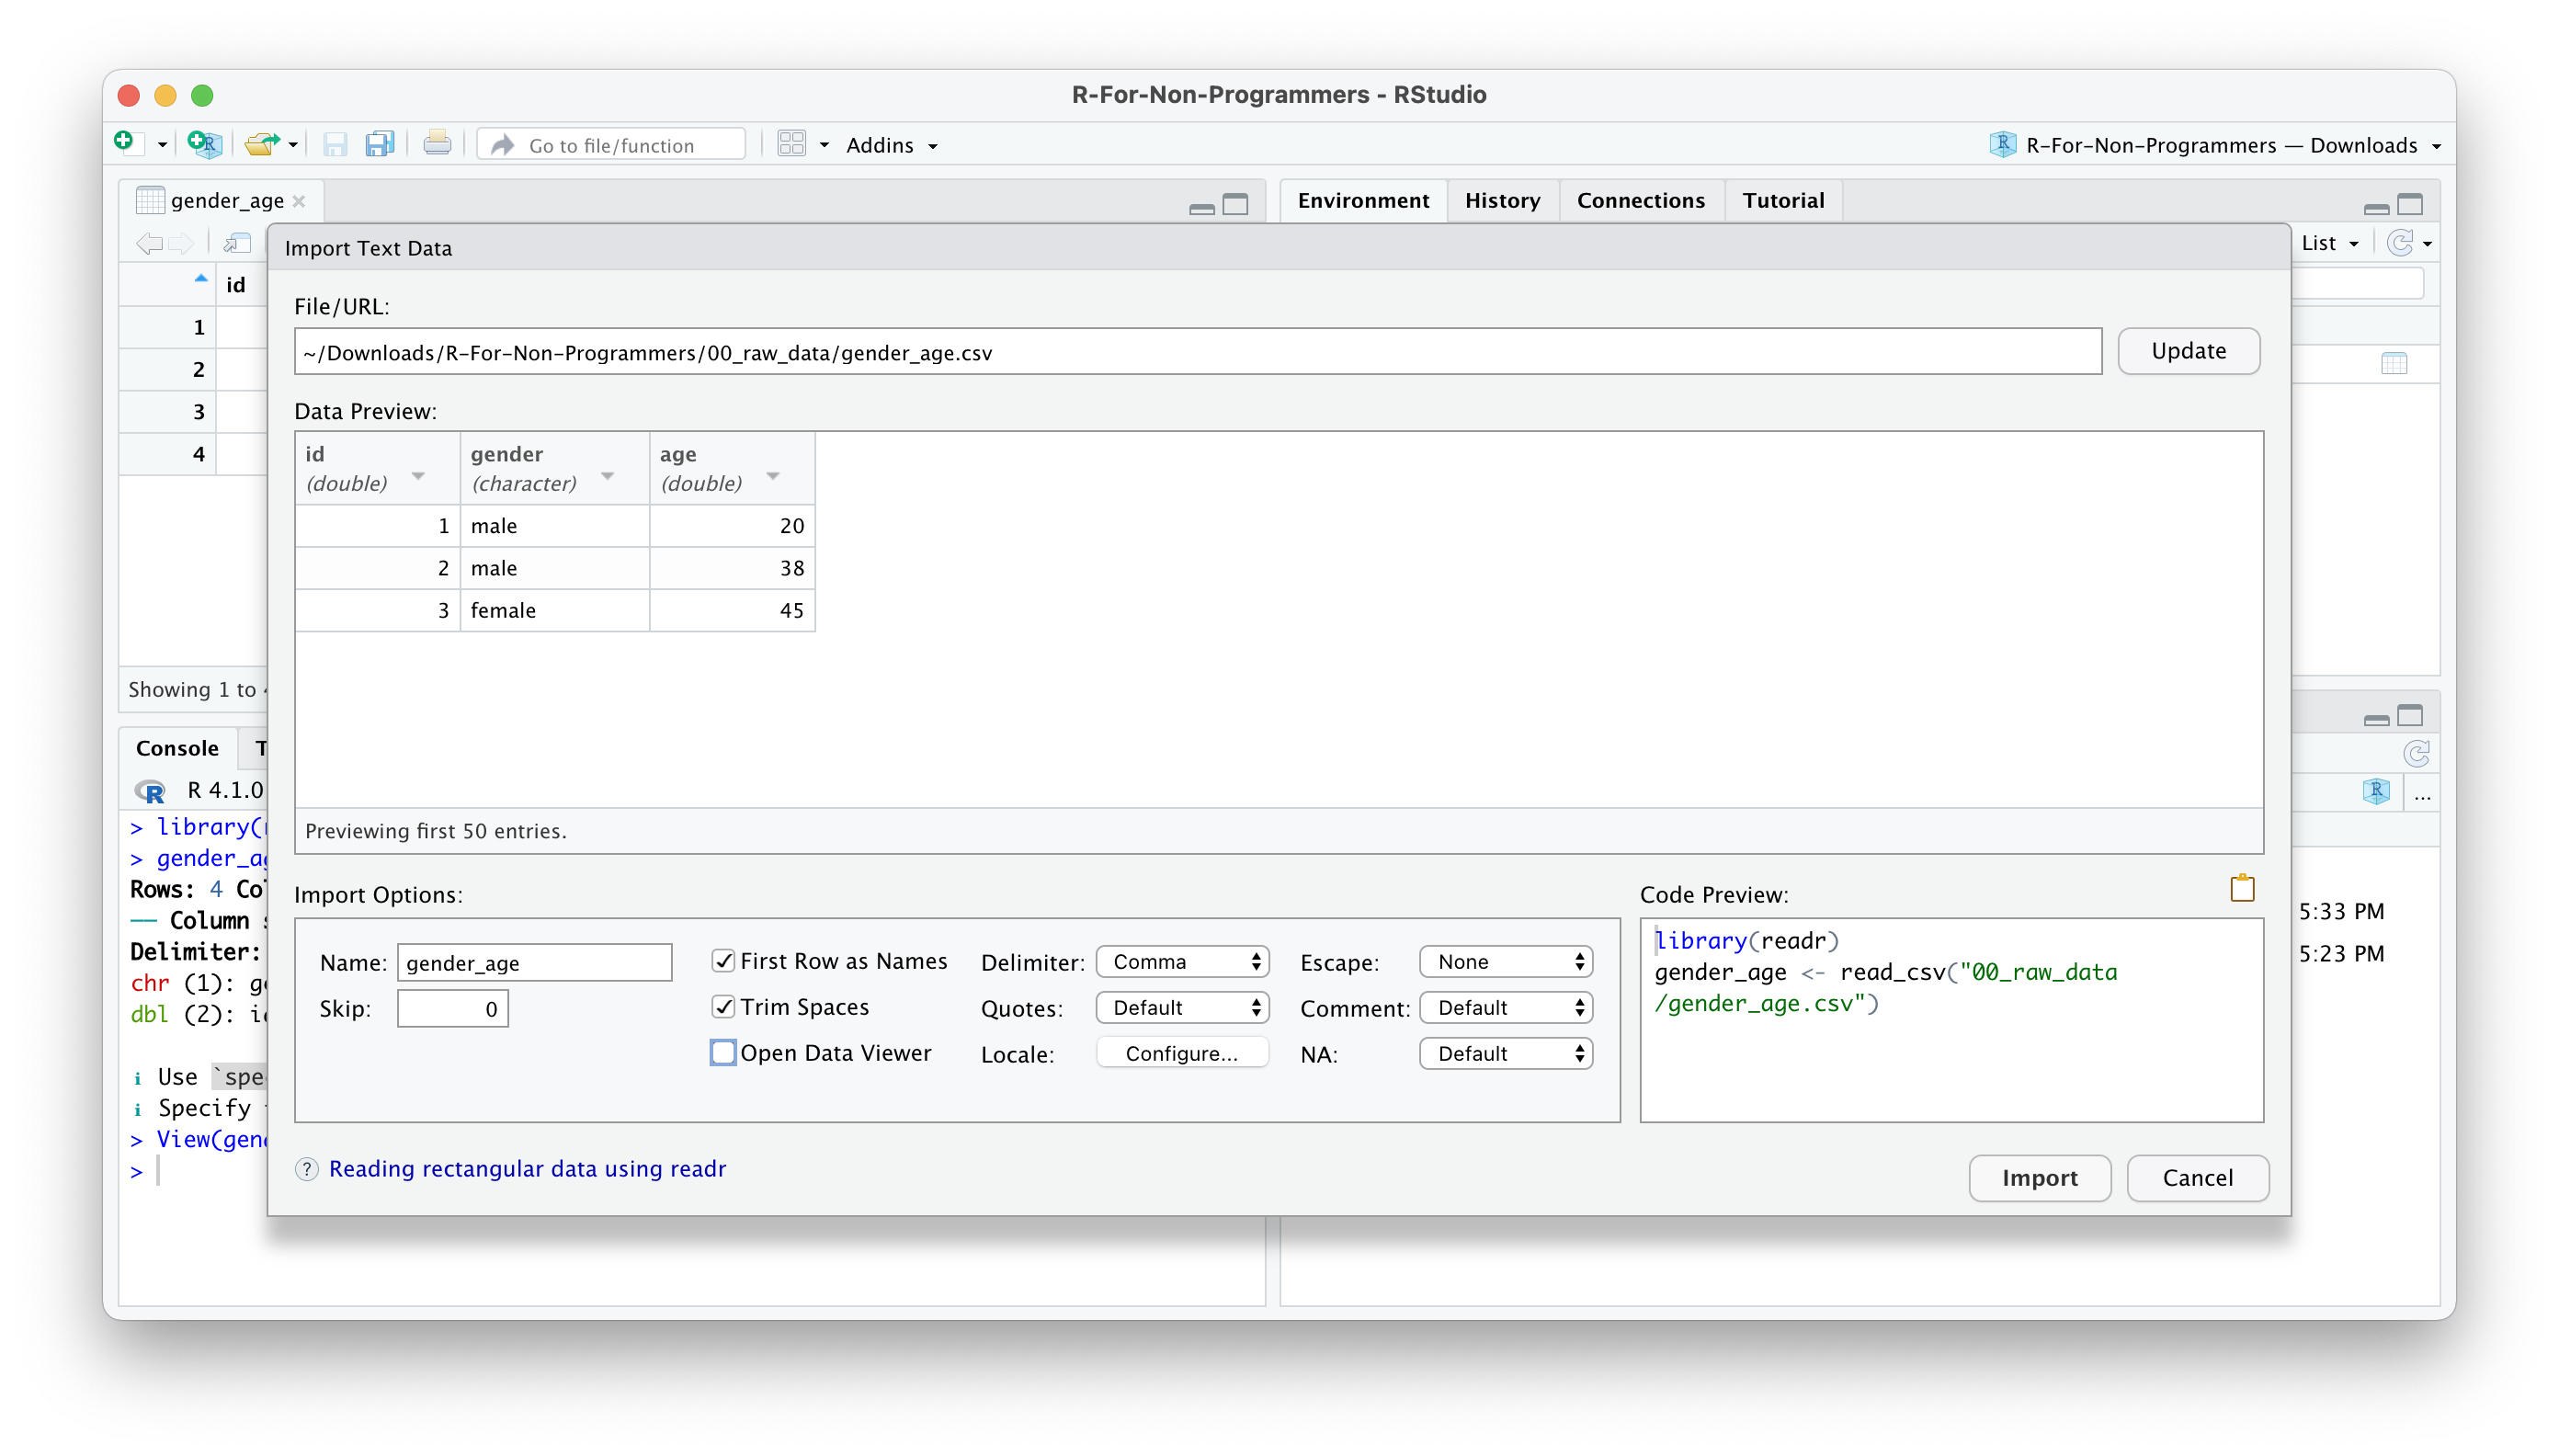 R-For-Non-Programmers - RStudio
Go to file/function
Addins
R-For-Non-Programmers — Downloads
gender_age
Environment
History
Connections
Tutorial
List
id
1
2
3
4
Showing 1 to
Import Text Data
File/URL:
~/Downloads/R-For-Non-Programmers/00_raw_data/gender_age.csv
Update
Data Preview:
id gender age
(double) (character) (double)
1 male 20
2 male 38
3 female 45
Previewing first 50 entries.
Import Options:
Name: gender_age
Skip: 0
First Row as Names
Trim Spaces
Open Data Viewer
Delimiter: Comma
Quotes: Default
Locale: Configure...
Escape: None
Comment: Default
NA: Default
Code Preview:
library(readr)
gender_age <- read_csv("00_raw_data
/gender_age.csv")
Reading rectangular data using readr
Import
Cancel
Console
R 4.1.0
> library(
> gender_ag
Rows: 4 Co
── Column
Delimiter:
chr (1): g
dbl (2): i
ℹ Use `spe
ℹ Specify
> View(gen
>
5:33 PM
5:23 PM
...